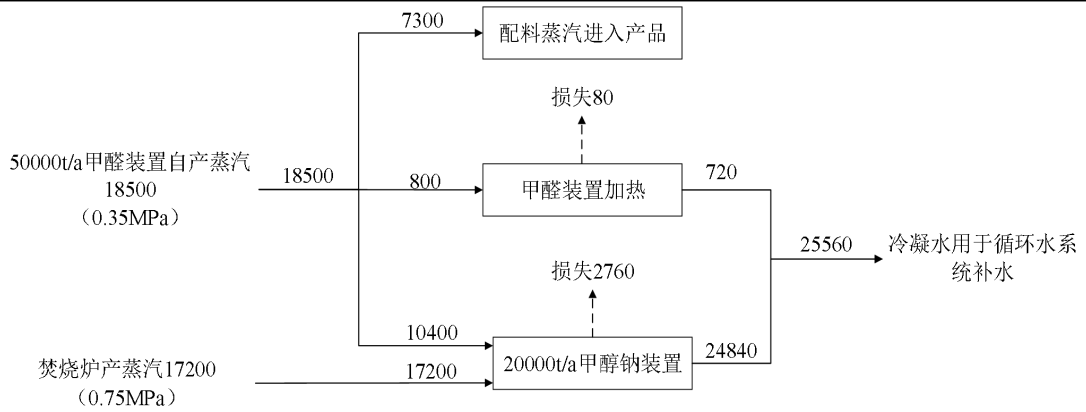 7300
配料蒸汽进入产品
损失80
50000t/a甲醛装置自产蒸汽
18500
（0.35MPa）
18500
800
甲醛装置加热
720
25560
冷凝水用于循环水系
统补水
损失2760
10400
焚烧炉产蒸汽17200
（0.75MPa）
17200
20000t/a甲醇钠装置
24840